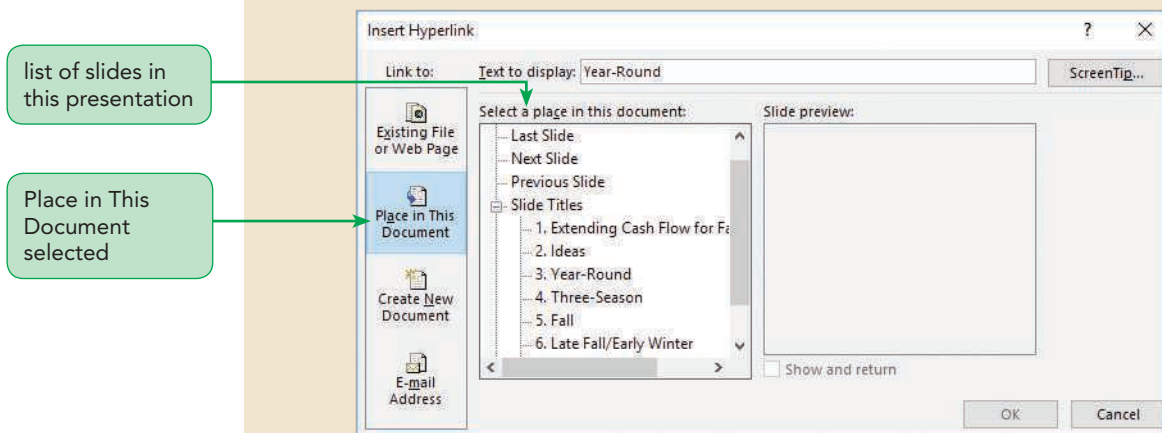 Insert Hyperlink
?
Link to:
Text to display: Year-Round
ScreenTip...
list of slides in
this presentation
Select a place in this document:
Slide preview:
Existing File
or Web Page
Last Slide
Next Slide
Previous Slide
Slide Titles
1. Extending Cash Flow for Fa
2. Ideas
3. Year-Round
4. Three-Season
5. Fall
6. Late Fall/Early Winter
Place in This
Document
selected
Place in This
Document
Create New
Document
E-mail
Address
Show and return
OK
Cancel